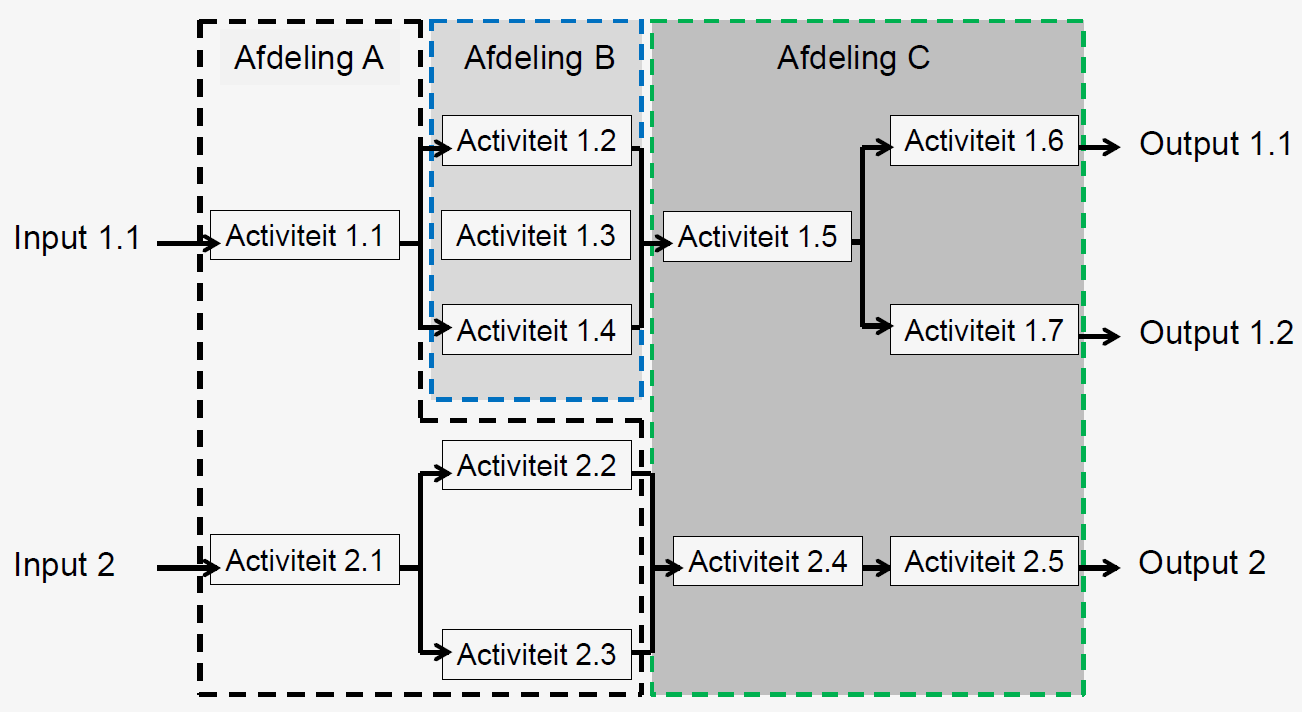 Afdeling A
Afdeling B
Afdeling C
Activiteit 1.2
Activiteit 1.6
Output 1.1
Input 1.1
Activiteit 1.1
Activiteit 1.3
Activiteit 1.5
Activiteit 1.4
Activiteit 1.7
Output 1.2
Activiteit 2.2
Input 2
Activiteit 2.1
Activiteit 2.4
Activiteit 2.5
Output 2
Activiteit 2.3